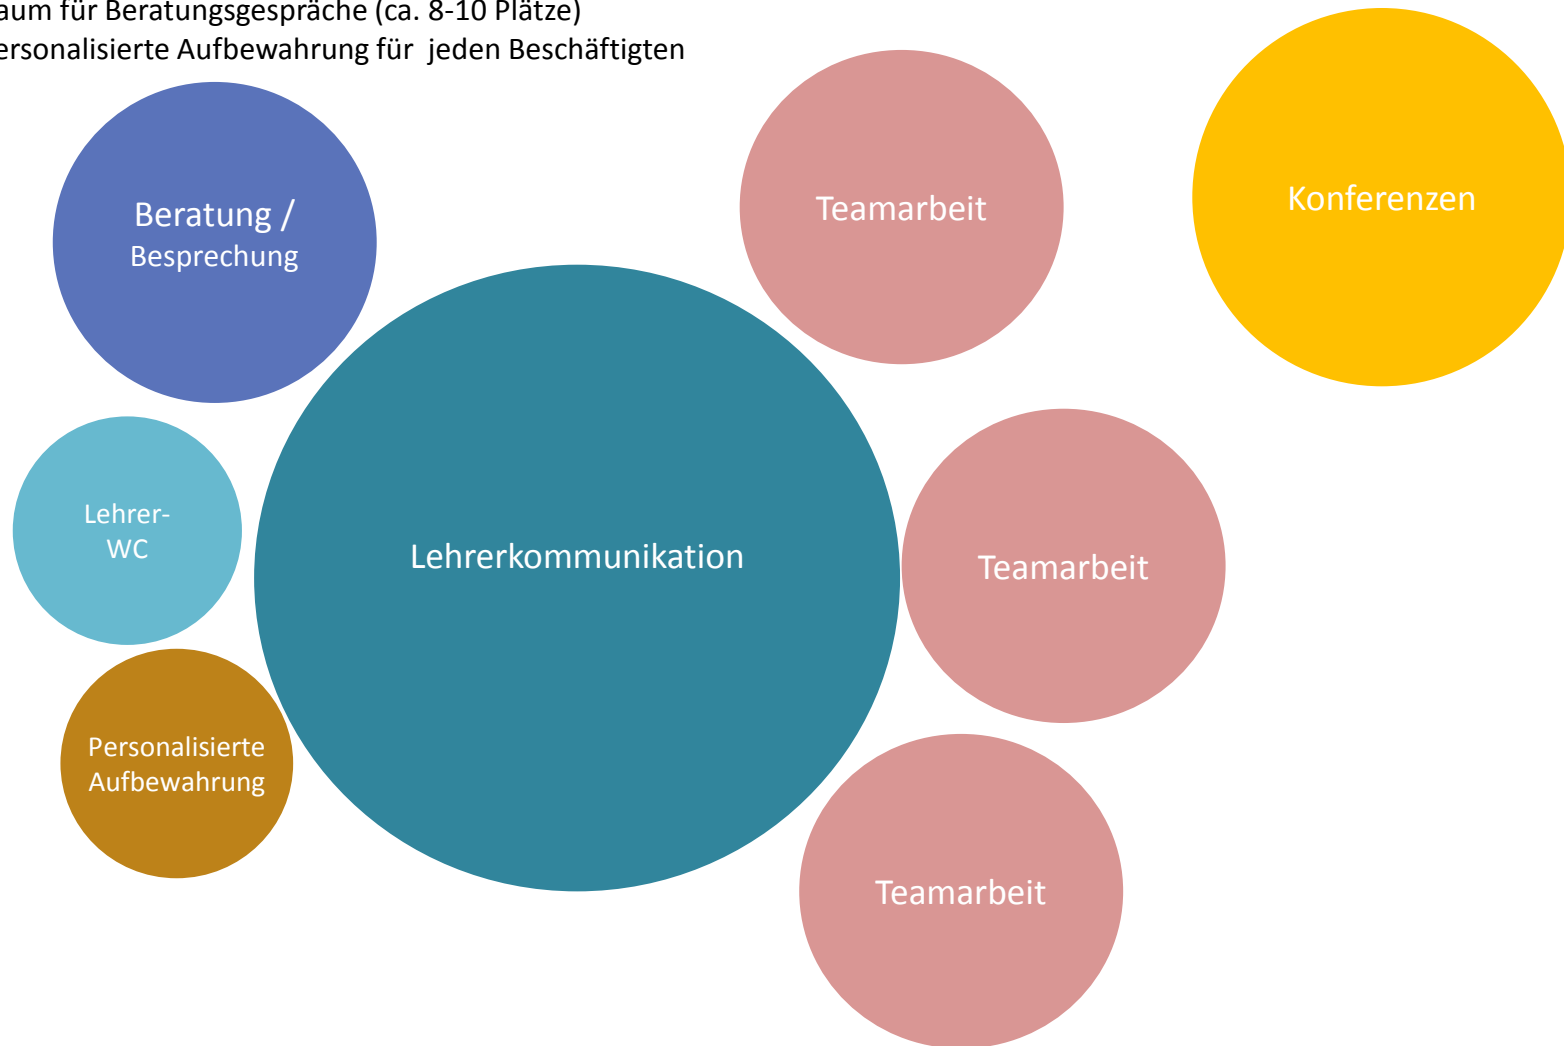 aum für Beratungsgespräche (ca. 8-10 Plätze)
ersonalisierte Aufbewahrung für  jeden Beschäftigten
Beratung /
Besprechung
Teamarbeit
Konferenzen
Lehrer-
WC
Lehrerkommunikation
Teamarbeit
Personalisierte
Aufbewahrung
Teamarbeit